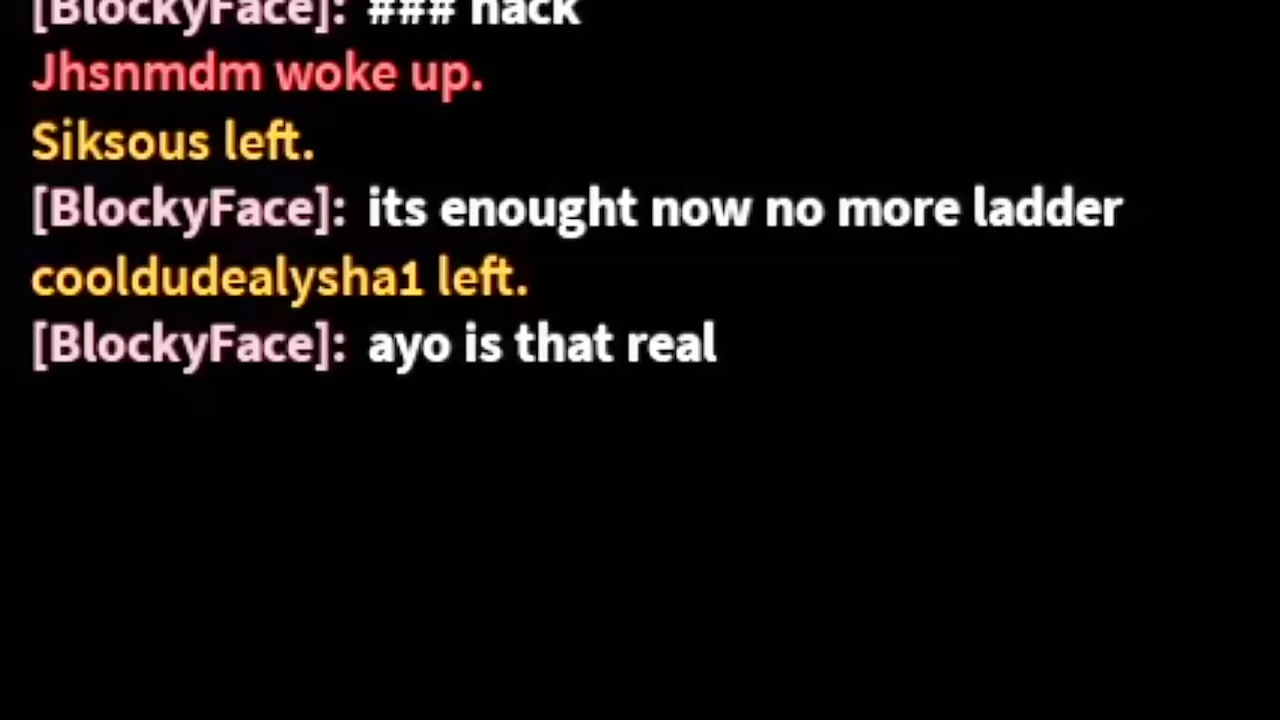 [BlockyFace]: ### hack
Jhsnmdm woke up.
Siksous left.
[BlockyFace]: its enought now no more ladder
cooldudealysha1 left.
[BlockyFace]: ayo is that real